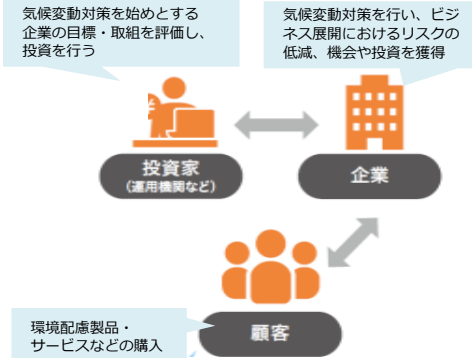 気候変動対策を始めとする
企業の目標・取組を評価し、
投資を行う
気候変動対策を行い、ビジ
ネス展開におけるリスクの
低減、機会や投資を獲得
¥
投資家
（運用機関など）
企業
顧客
環境配慮製品・
サービスなどの購入